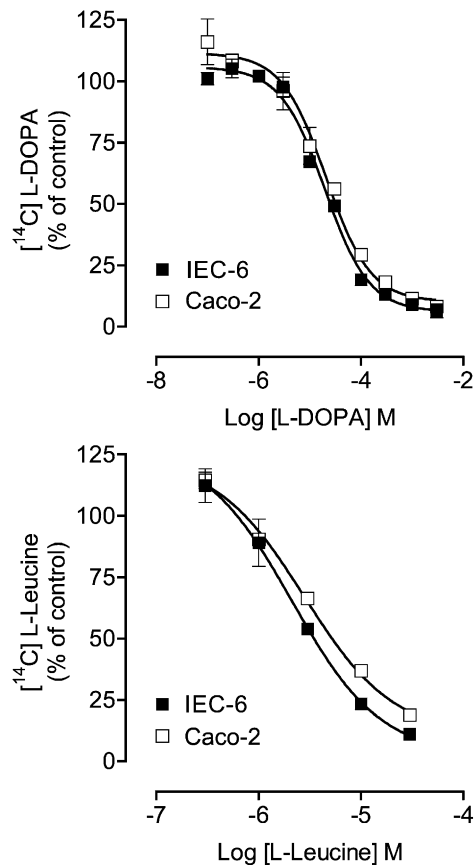 125
100
75
50
25
0
[¹⁴C] L-DOPA
(% of control)
IEC-6
Caco-2
-8 -6 -4 -2
Log [L-DOPA] M
125
100
75
50
25
0
[¹⁴C] L-Leucine
(% of control)
IEC-6
Caco-2
-7 -6 -5 -4
Log [L-Leucine] M